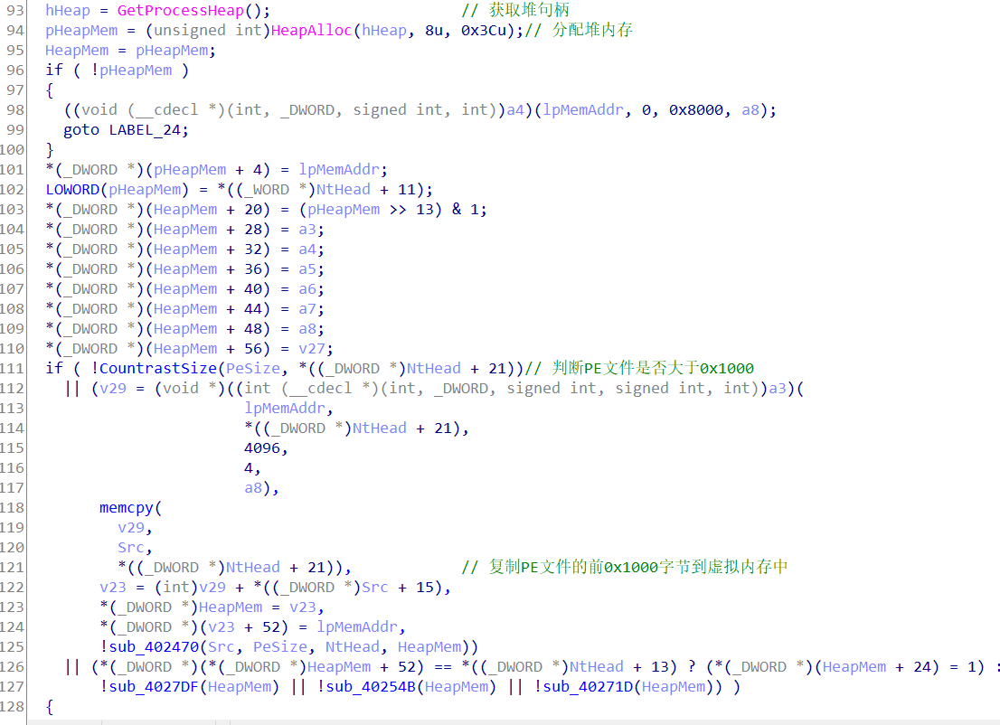 93 hHeap = GetProcessHeap(); // 获取堆句柄
94 pHeapMem = (unsigned int)HeapAlloc(hHeap, 8u, 0x3Cu);// 分配堆内存
95 HeapMem = pHeapMem;
96 if ( !pHeapMem )
97 {
98 ((void (__cdecl *)(int, _DWORD, signed int, int))a4)(lpMemAddr, 0, 0x8000, a8);
99 goto LABEL_24;
100 }
101 *(_DWORD *)(pHeapMem + 4) = lpMemAddr;
102 LOWORD(pHeapMem) = *((_WORD *)NtHead + 11);
103 *(_DWORD *)(HeapMem + 20) = (pHeapMem >> 13) & 1;
104 *(_DWORD *)(HeapMem + 28) = a3;
105 *(_DWORD *)(HeapMem + 32) = a4;
106 *(_DWORD *)(HeapMem + 36) = a5;
107 *(_DWORD *)(HeapMem + 40) = a6;
108 *(_DWORD *)(HeapMem + 44) = a7;
109 *(_DWORD *)(HeapMem + 48) = a8;
110 *(_DWORD *)(HeapMem + 56) = v27;
111 if ( !CountrastSize(PeSize, *((_DWORD *)NtHead + 21))// 判断PE文件是否大于0x1000
112 || (v29 = (void *)((int (__cdecl *)(int, _DWORD, signed int, signed int, int))a3)(
113 lpMemAddr,
114 *((_DWORD *)NtHead + 21),
115 4096,
116 4,
117 a8),
118 memcpy(
119 v29,
120 Src,
121 *((_DWORD *)NtHead + 21)), // 复制PE文件的前0x1000字节到虚拟内存中
122 v23 = (int)v29 + *((_DWORD *)Src + 15),
123 *(_DWORD *)HeapMem = v23,
124 *(_DWORD *)(v23 + 52) = lpMemAddr,
125 !sub_402470(Src, PeSize, NtHead, HeapMem))
126 || (*(_DWORD *)(*(_DWORD *)HeapMem + 52) == *((_DWORD *)NtHead + 13) ? (*(_DWORD *)(HeapMem + 24) = 1) :
127 !sub_4027DF(HeapMem) || !sub_40254B(HeapMem) || !sub_40271D(HeapMem)) )
128 {